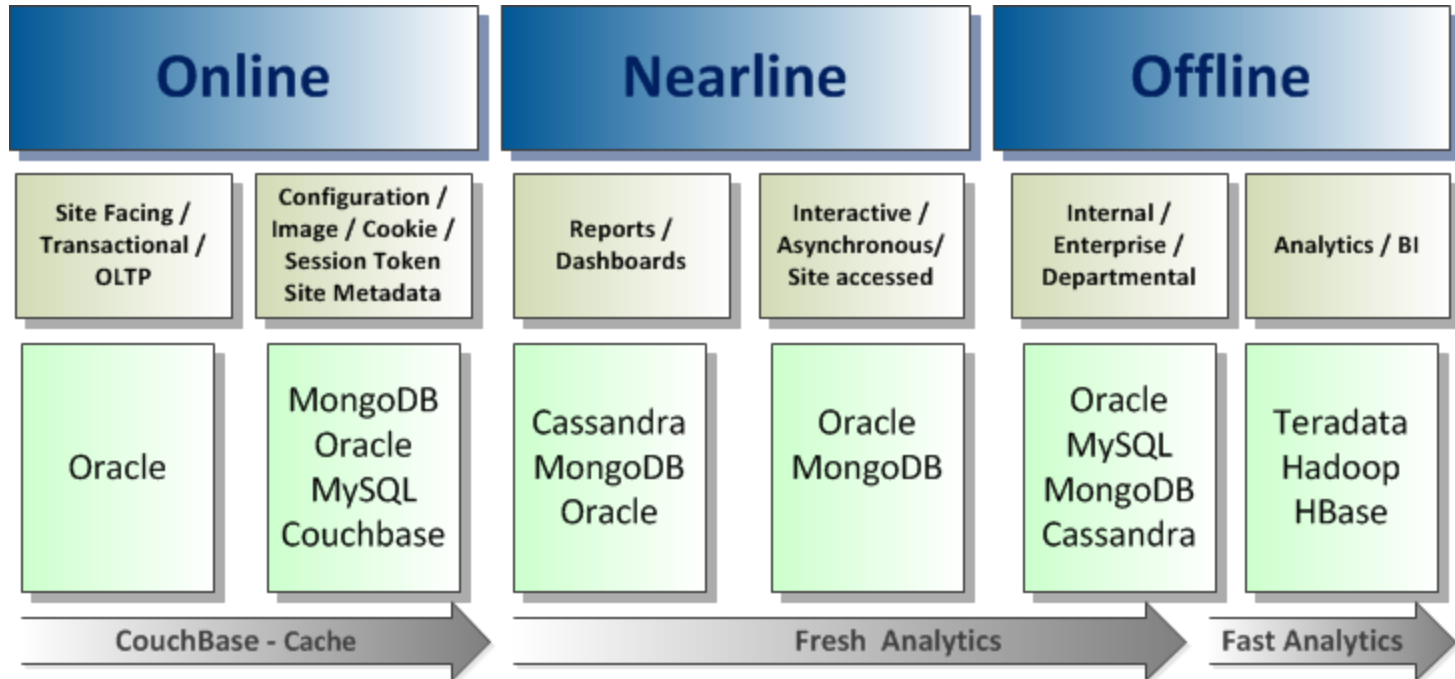 Online
Nearline
Offline
Site Facing /
Transactional /
OLTP
Configuration /
Image / Cookie /
Session Token
Site Metadata
Reports /
Dashboards
Interactive /
Asynchronous/
Site accessed
Internal /
Enterprise /
Departmental
Analytics / BI
Oracle
MongoDB
Oracle
MySQL
Couchbase
Cassandra
MongoDB
Oracle
Oracle
MongoDB
Oracle
MySQL
MongoDB
Cassandra
Teradata
Hadoop
HBase
CouchBase - Cache
Fresh Analytics
Fast Analytics